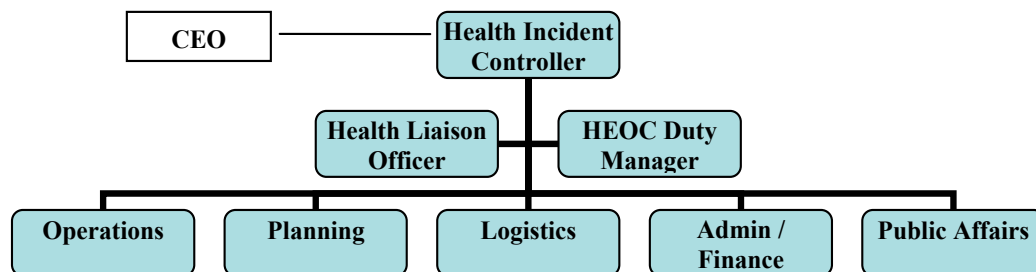 CEO
Health Incident
Controller
Health Liaison
Officer
HEOC Duty
Manager
Operations
Planning
Logistics
Admin /
Finance
Public Affairs